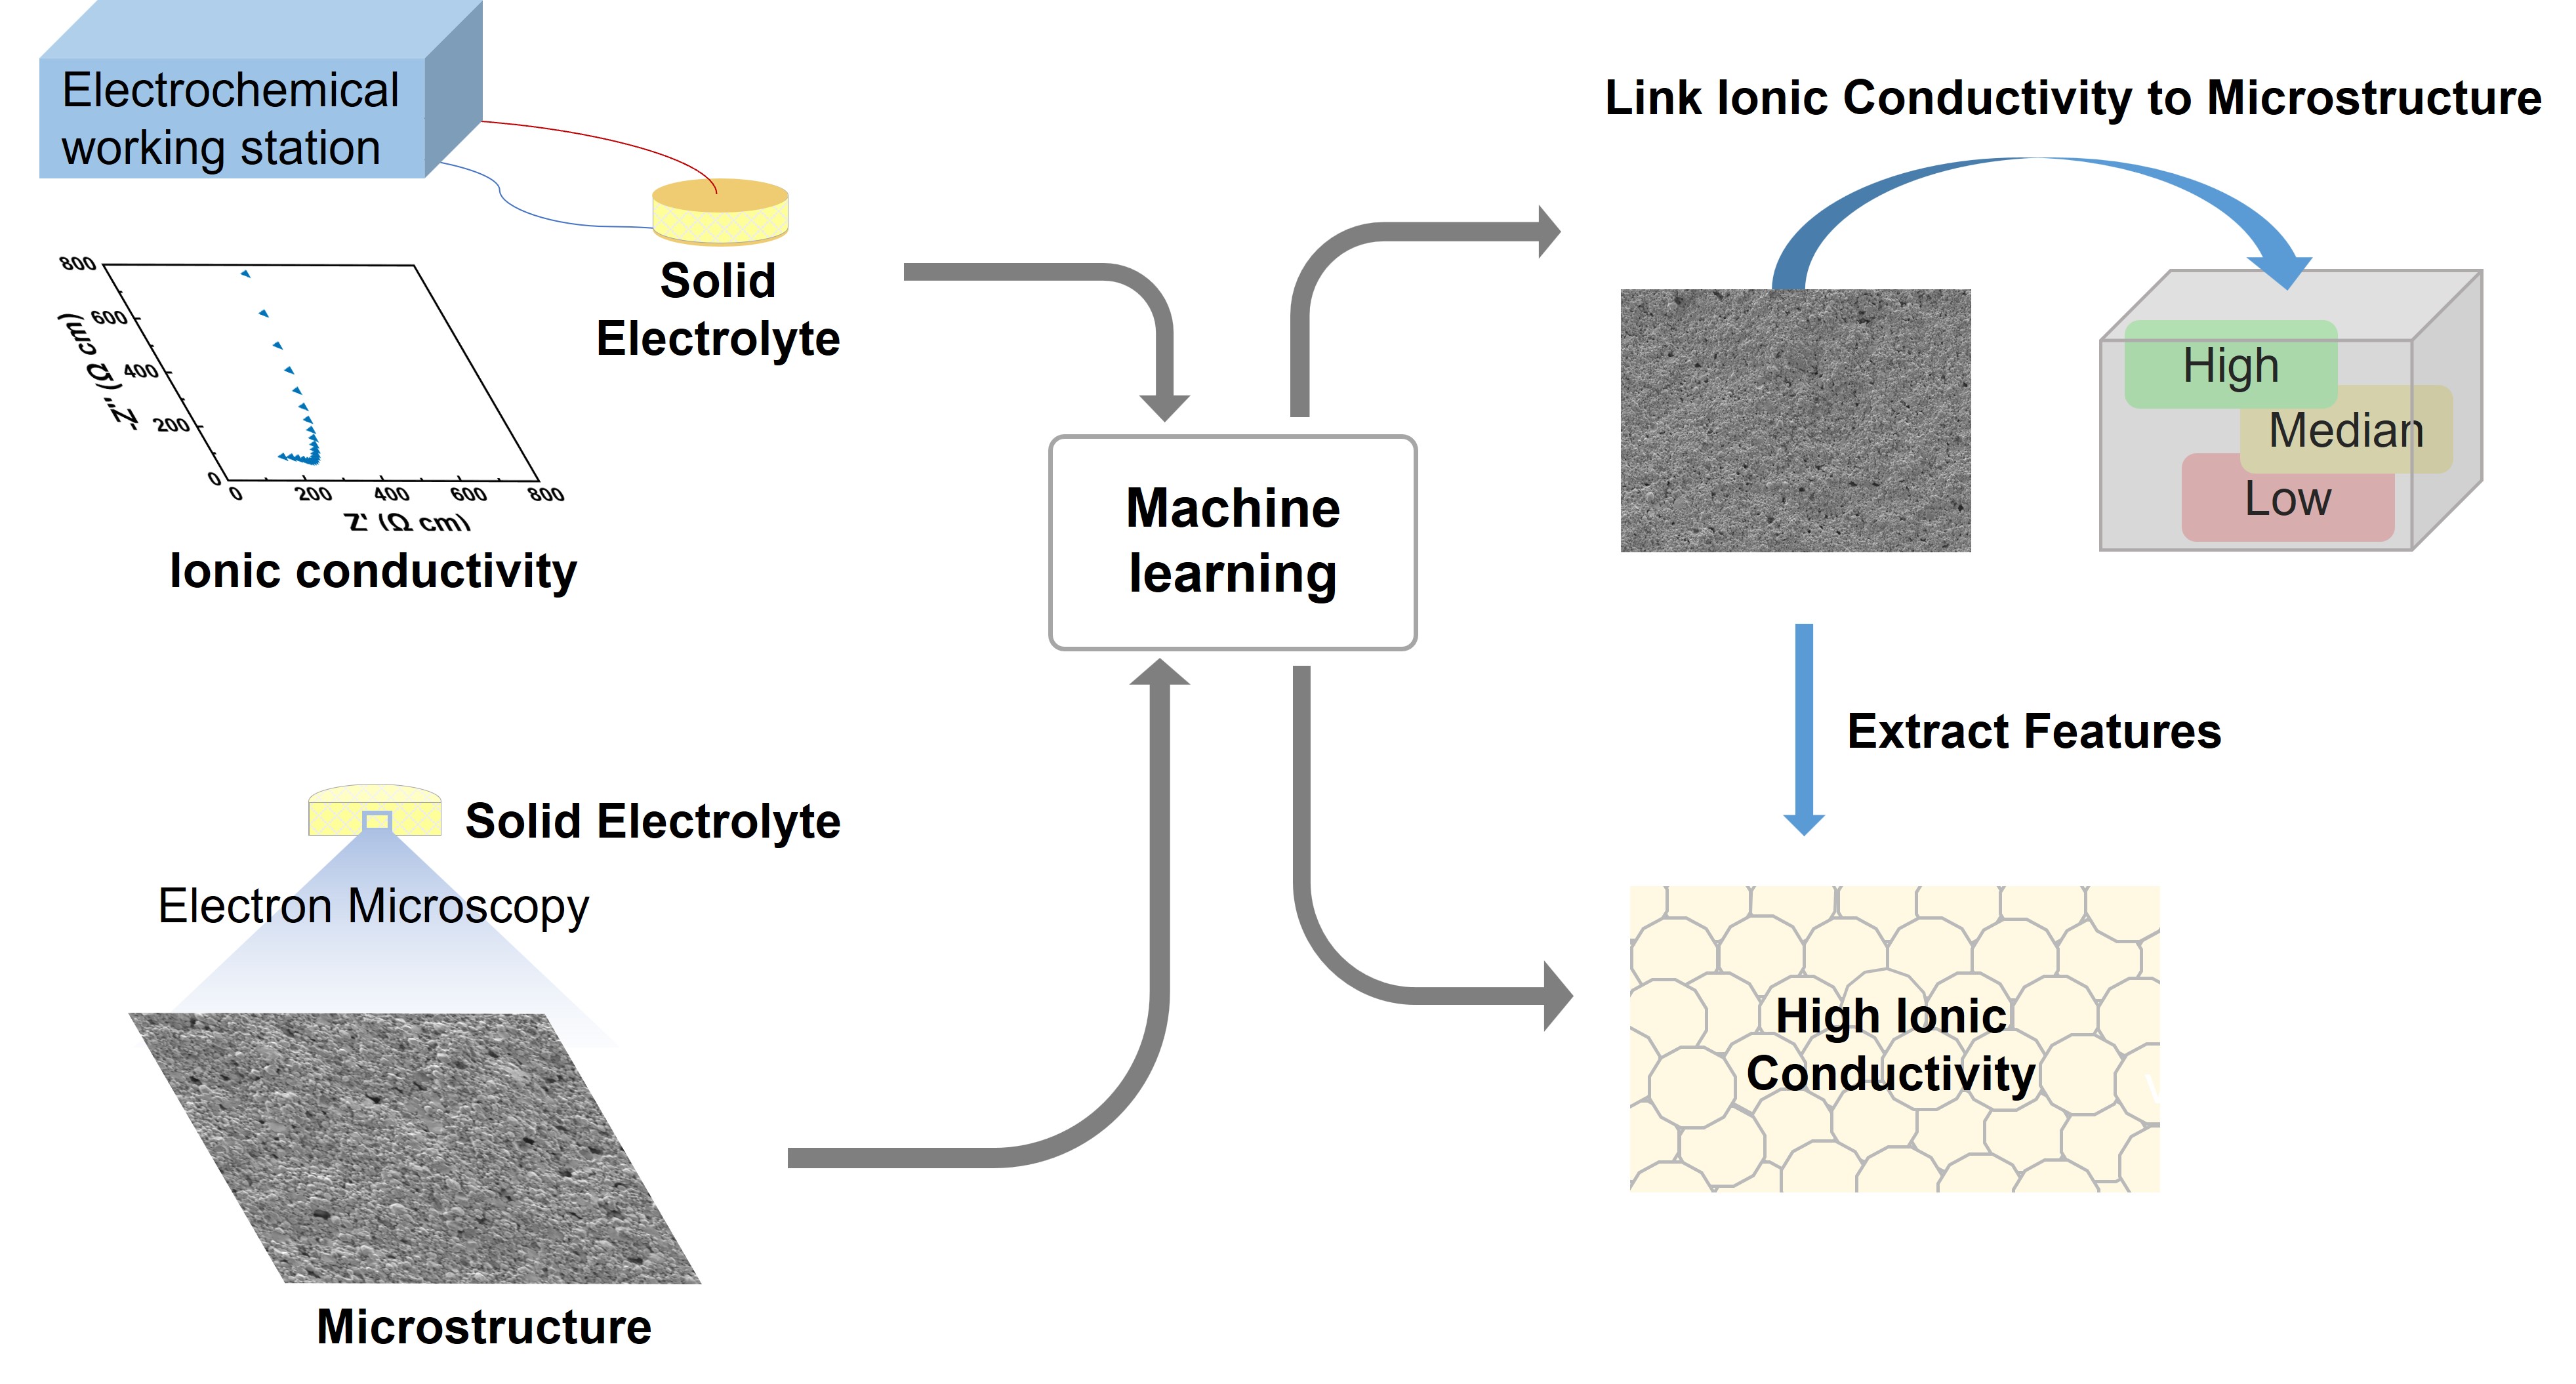 Electrochemical
working station
Solid
Electrolyte
800
600
400
200
0
-Z'' (Ω cm)
0 200 400 600 800
Z' (Ω cm)
Ionic conductivity
Solid Electrolyte
Electron Microscopy
Microstructure
Machine
learning
Link Ionic Conductivity to Microstructure
High
Median
Low
Extract Features
High Ionic
Conductivity